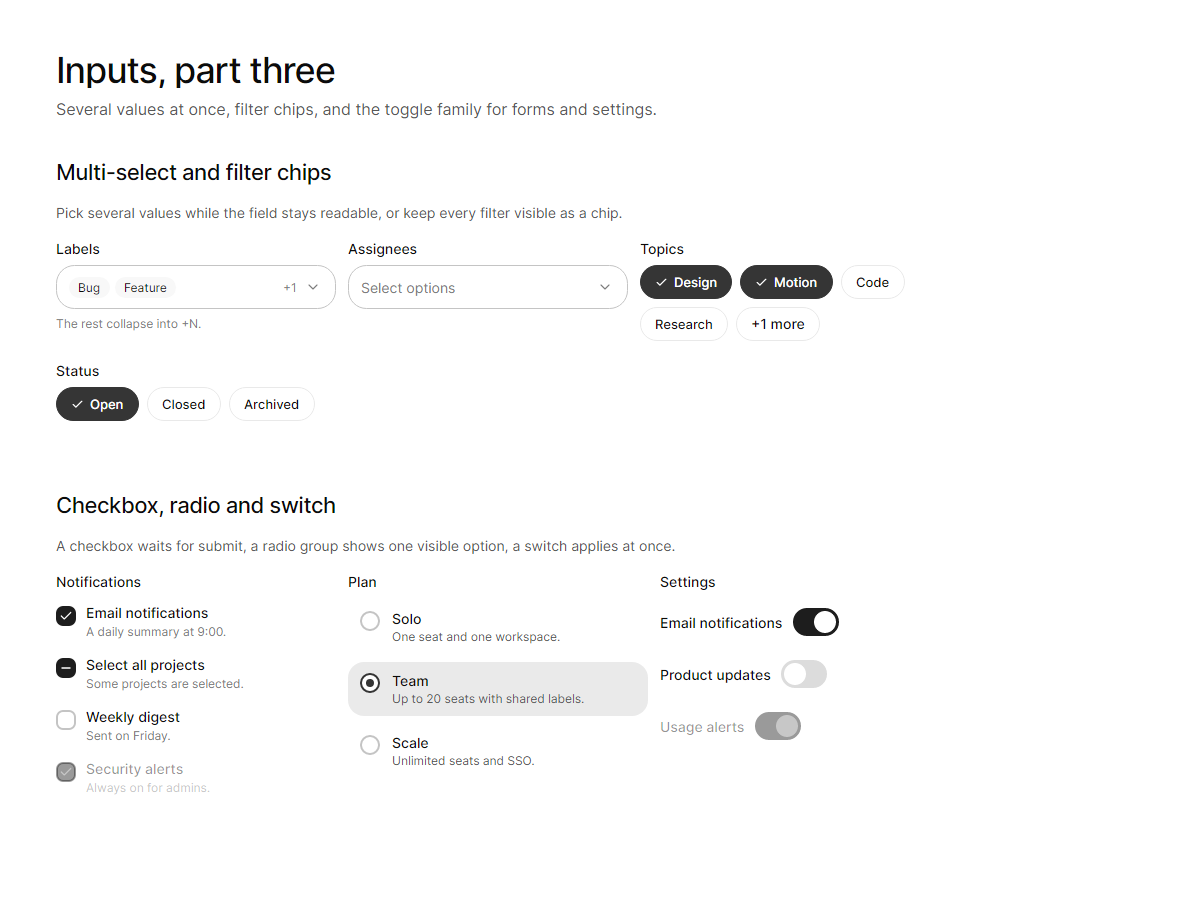 Inputs, part three
Several values at once, filter chips, and the toggle family for forms and settings.
Multi-select and filter chips
Pick several values while the field stays readable, or keep every filter visible as a chip.
Labels
Bug Feature +1
The rest collapse into +N.
Assignees
Select options
Topics
Design Motion Code
Research +1 more
Status
Open Closed Archived
Checkbox, radio and switch
A checkbox waits for submit, a radio group shows one visible option, a switch applies at once.
Notifications
Email notifications
A daily summary at 9:00.
Select all projects
Some projects are selected.
Weekly digest
Sent on Friday.
Security alerts
Always on for admins.
Plan
Solo
One seat and one workspace.
Team
Up to 20 seats with shared labels.
Scale
Unlimited seats and SSO.
Settings
Email notifications
Product updates
Usage alerts